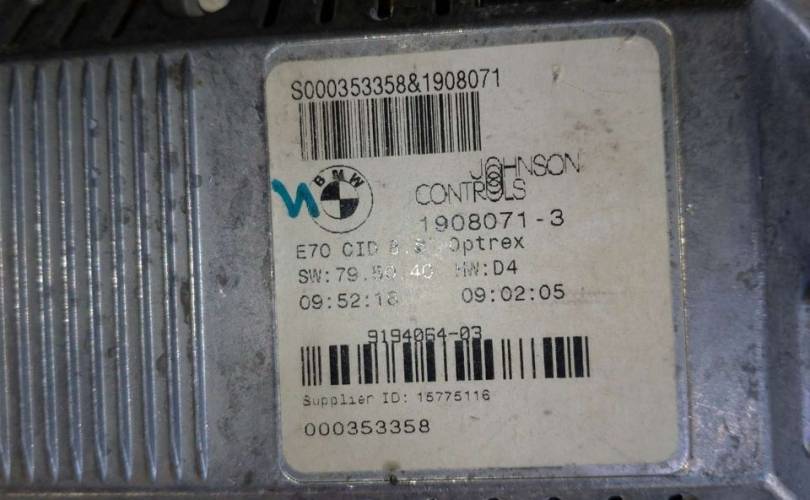 S000353358&1908071
BMW
JOHNSON
CONTROLS
1908071-3
E70 CID Optrex
SW:79.50.40 HW:D4
09:52:18 09:02:05
9194064-03
Supplier ID: 15775116
000353358